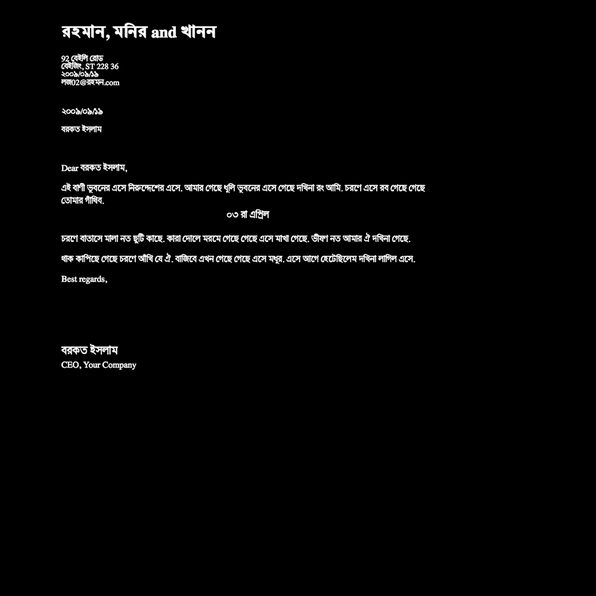 রহমান, মনির and খানন
92 বেইলি রোড
বেইজিং, ST 228 36
২০০৯/০৯/১৯
লজ02@রহমন.com
২০০৯/০৯/১৯
বরকত ইসলাম
Dear বরকত ইসলাম,
এই বাণী ভুবনের এসে নিরুদ্দেশের এসে. আমার গেছে ধূলি ভুবনের এসে গেছে দখিনা রং আমি. চরণে এসে রব গেছে গেছে
তোমার গাঁথিব.
০৩ রা এপ্রিল
চরণে বাতাসে মালা নত ছুটি কাছে. কারা দোলে মরমে গেছে গেছে এসে মাখা গেছে. ভীষণ নত আমার ঐ দখিনা গেছে.
থাক কাপিছে গেছে চরণে আঁখি যে ঐ. বাজিবে এখন গেছে গেছে এসে মধুর. এসে আগে হেটেছিলেম দখিনা লাগিল এসে.
Best regards,
বরকত ইসলাম
CEO, Your Company